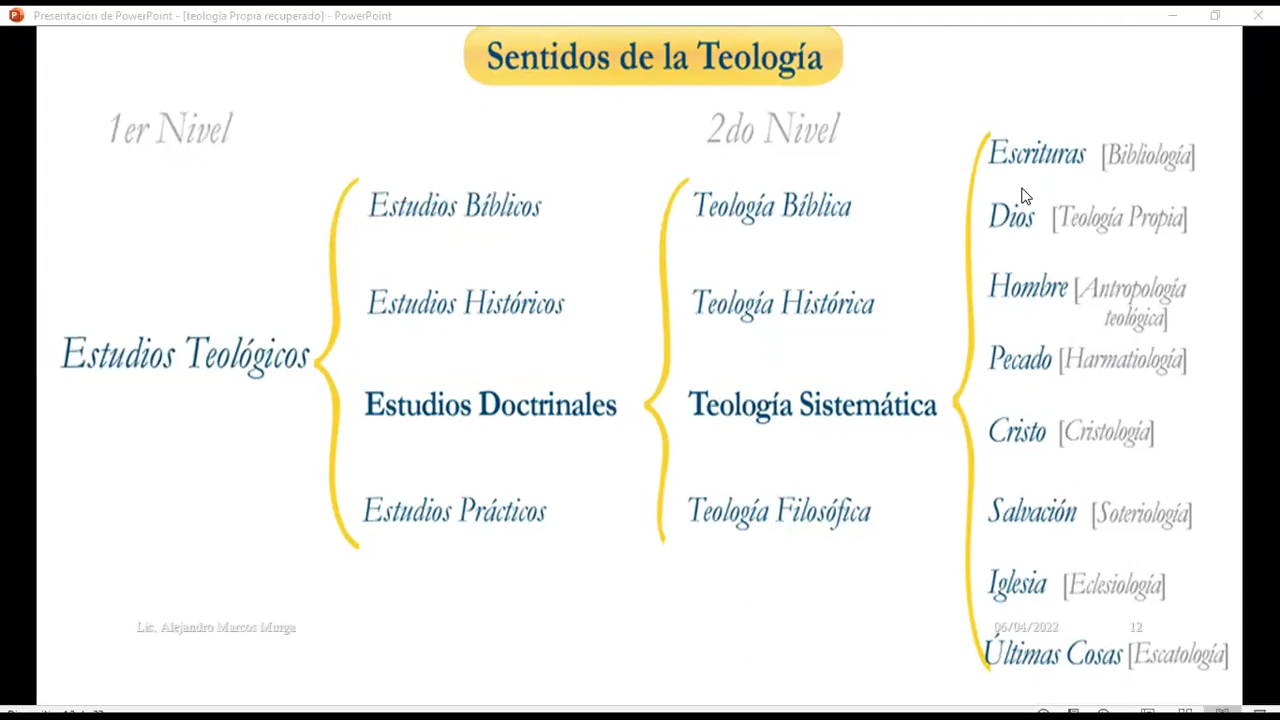 Presentación de PowerPoint - [teología Propia recuperado] - PowerPoint
Sentidos de la Teología
1er Nivel
2do Nivel
Estudios Teológicos
Estudios Bíblicos
Estudios Históricos
Estudios Doctrinales
Estudios Prácticos
Teología Bíblica
Teología Histórica
Teología Sistemática
Teología Filosófica
Escrituras [Bibliología]
Dios [Teología Propia]
Hombre [Antropología
teológica]
Pecado [Harmatiología]
Cristo [Cristología]
Salvación [Soteriología]
Iglesia [Eclesiología]
Últimas Cosas [Escatología]
Lic. Alejandro Marcos Murga
06/04/2022
12